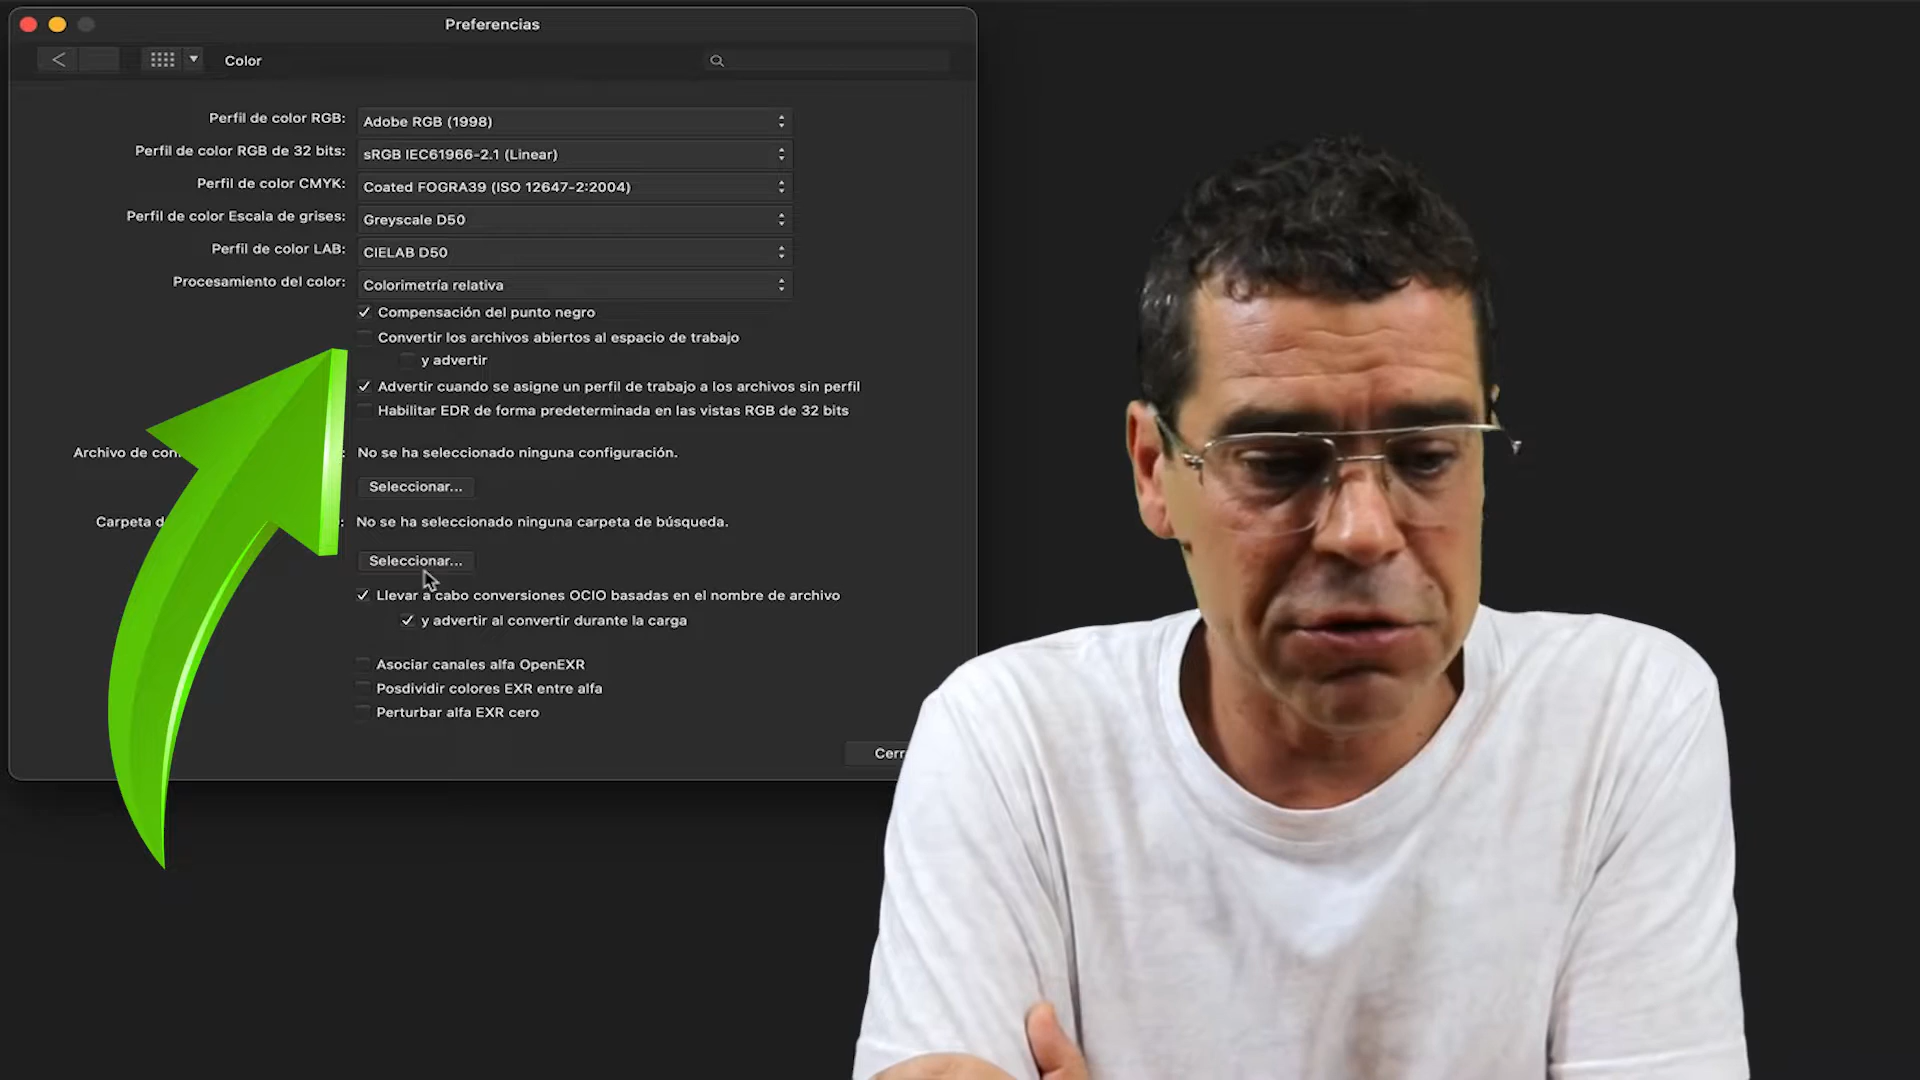 Preferencias
Color
Perfil de color RGB: Adobe RGB (1998)
Perfil de color RGB de 32 bits: sRGB IEC61966-2.1 (Linear)
Perfil de color CMYK: Coated FOGRA39 (ISO 12647-2:2004)
Perfil de color Escala de grises: Greyscale D50
Perfil de color LAB: CIELAB D50
Procesamiento del color: Colorimetría relativa
Compensación del punto negro
Convertir los archivos abiertos al espacio de trabajo
y advertir
Advertir cuando se asigne un perfil de trabajo a los archivos sin perfil
Habilitar EDR de forma predeterminada en las vistas RGB de 32 bits
Archivo de con : No se ha seleccionado ninguna configuración.
Seleccionar...
Carpeta d : No se ha seleccionado ninguna carpeta de búsqueda.
Seleccionar...
Llevar a cabo conversiones OCIO basadas en el nombre de archivo
y advertir al convertir durante la carga
Asociar canales alfa OpenEXR
Posdividir colores EXR entre alfa
Perturbar alfa EXR cero
Cerr